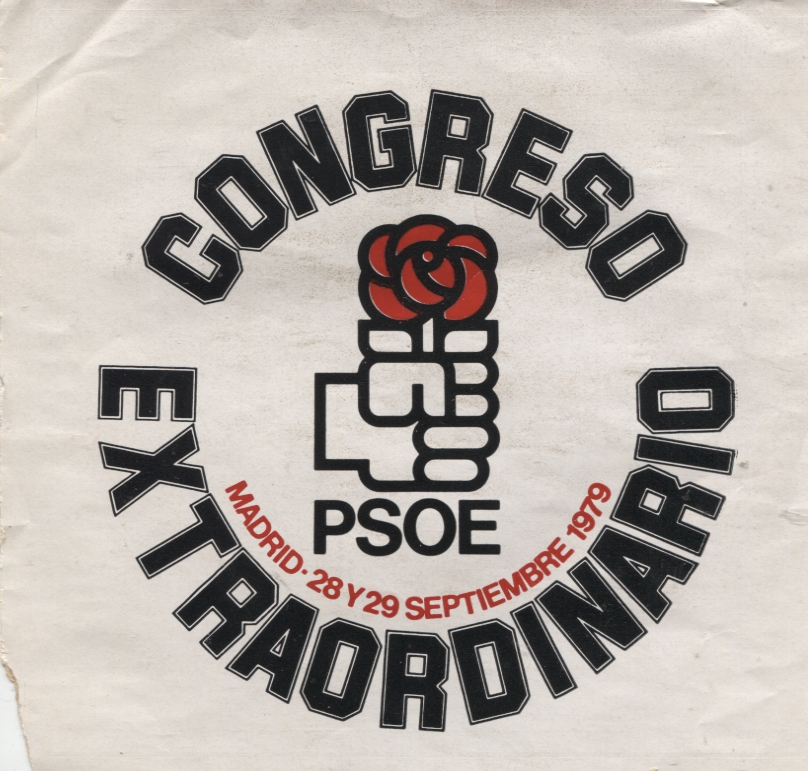 CONGRESO
PSOE
MADRID · 28 Y 29 SEPTIEMBRE 1979
EXTRAORDINARIO